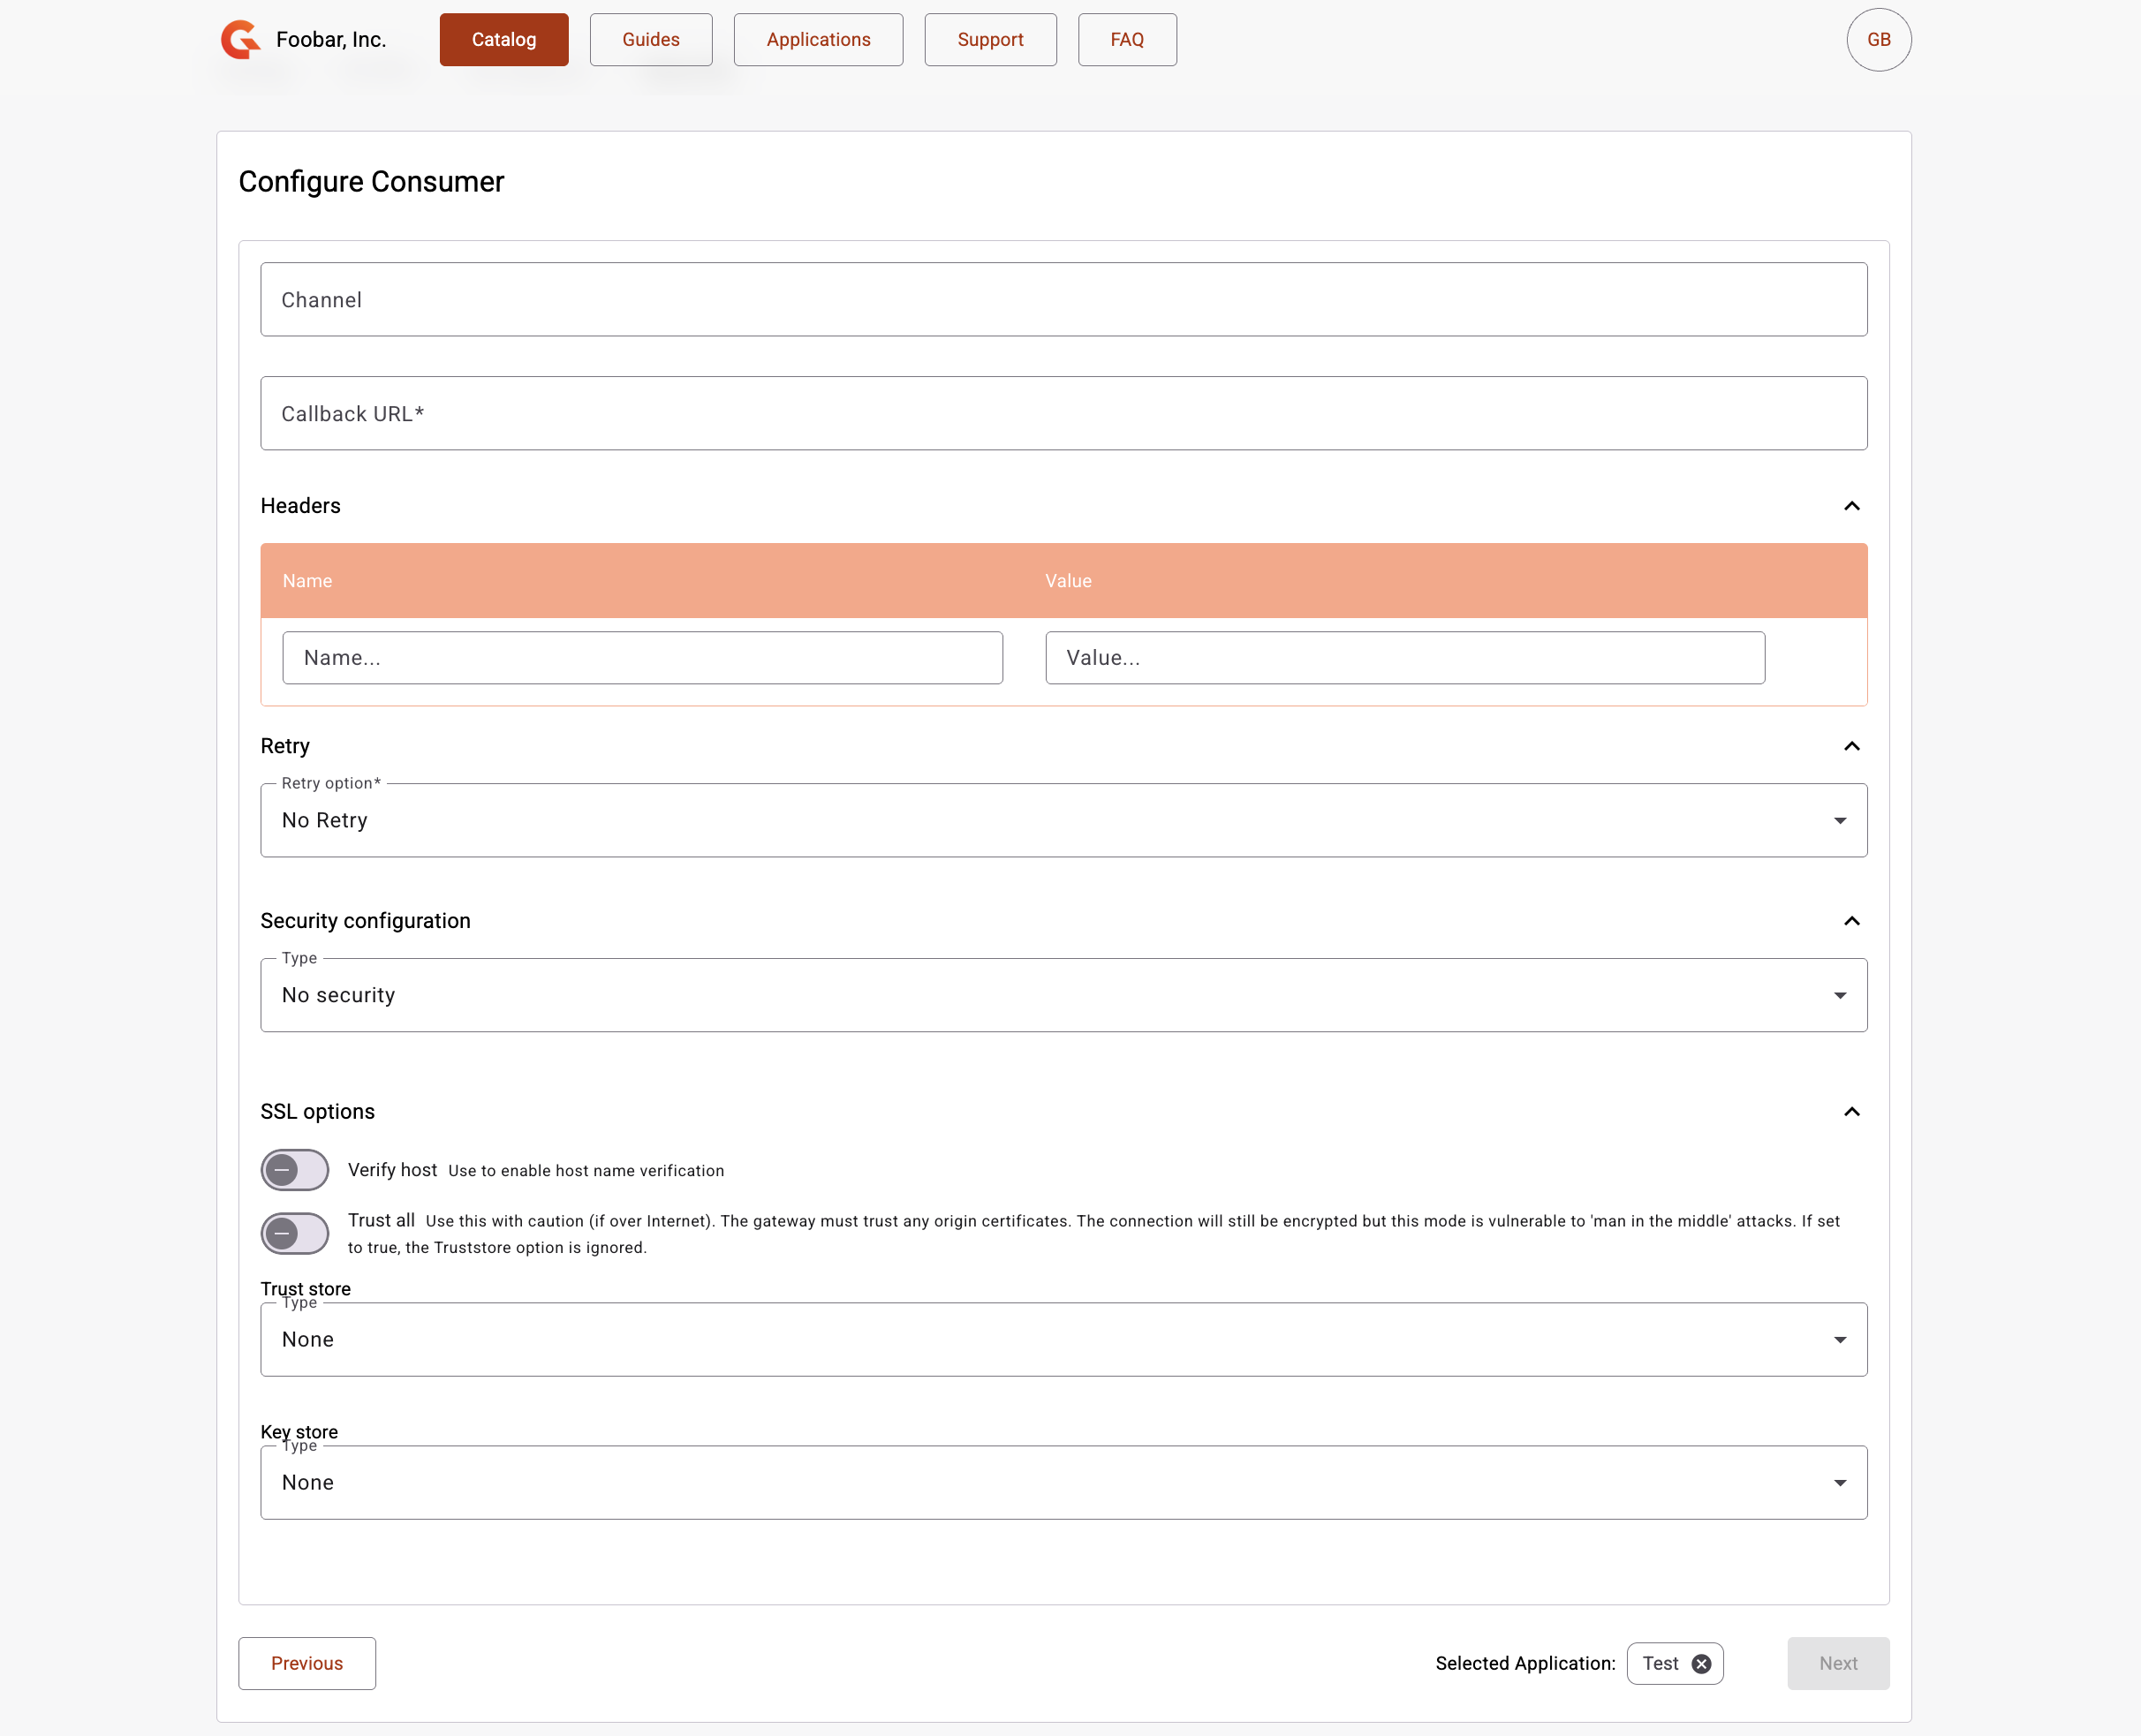 Foobar, Inc.
Catalog
Guides
Applications
Support
FAQ
GB
Configure Consumer
Channel
Callback URL*
Headers
Name Value
Name... Value...
Retry
Retry option*
No Retry
Security configuration
Type
No security
SSL options
Verify host Use to enable host name verification
Trust all Use this with caution (if over Internet). The gateway must trust any origin certificates. The connection will still be encrypted but this mode is vulnerable to 'man in the middle' attacks. If set
to true, the Truststore option is ignored.
Trust store
Type
None
Key store
Type
None
Previous
Selected Application: Test
Next